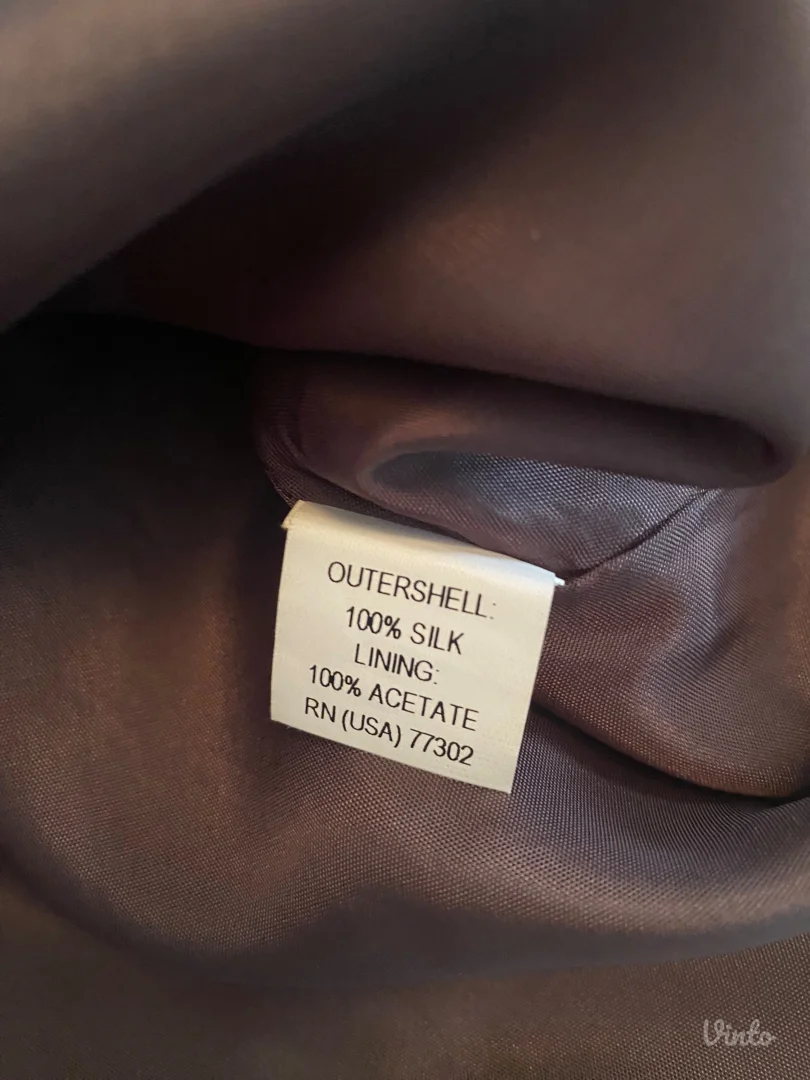 OUTERSHELL:
100% SILK
LINING:
100% ACETATE
RN (USA) 77302
Vinto